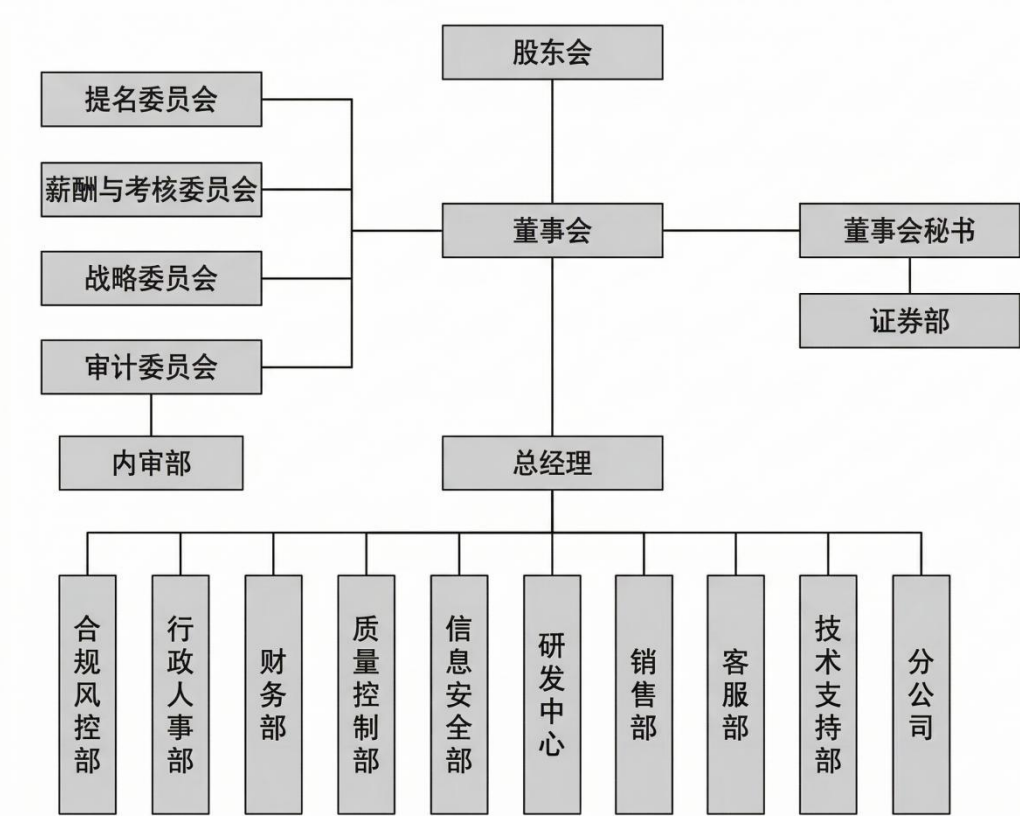 股东会
提名委员会
薪酬与考核委员会
董事会
董事会秘书
战略委员会
证券部
审计委员会
内审部
总经理
合规风控部
行政人事部
财务部
质量控制部
信息安全部
研发中心
销售部
客服部
技术支持部
分公司